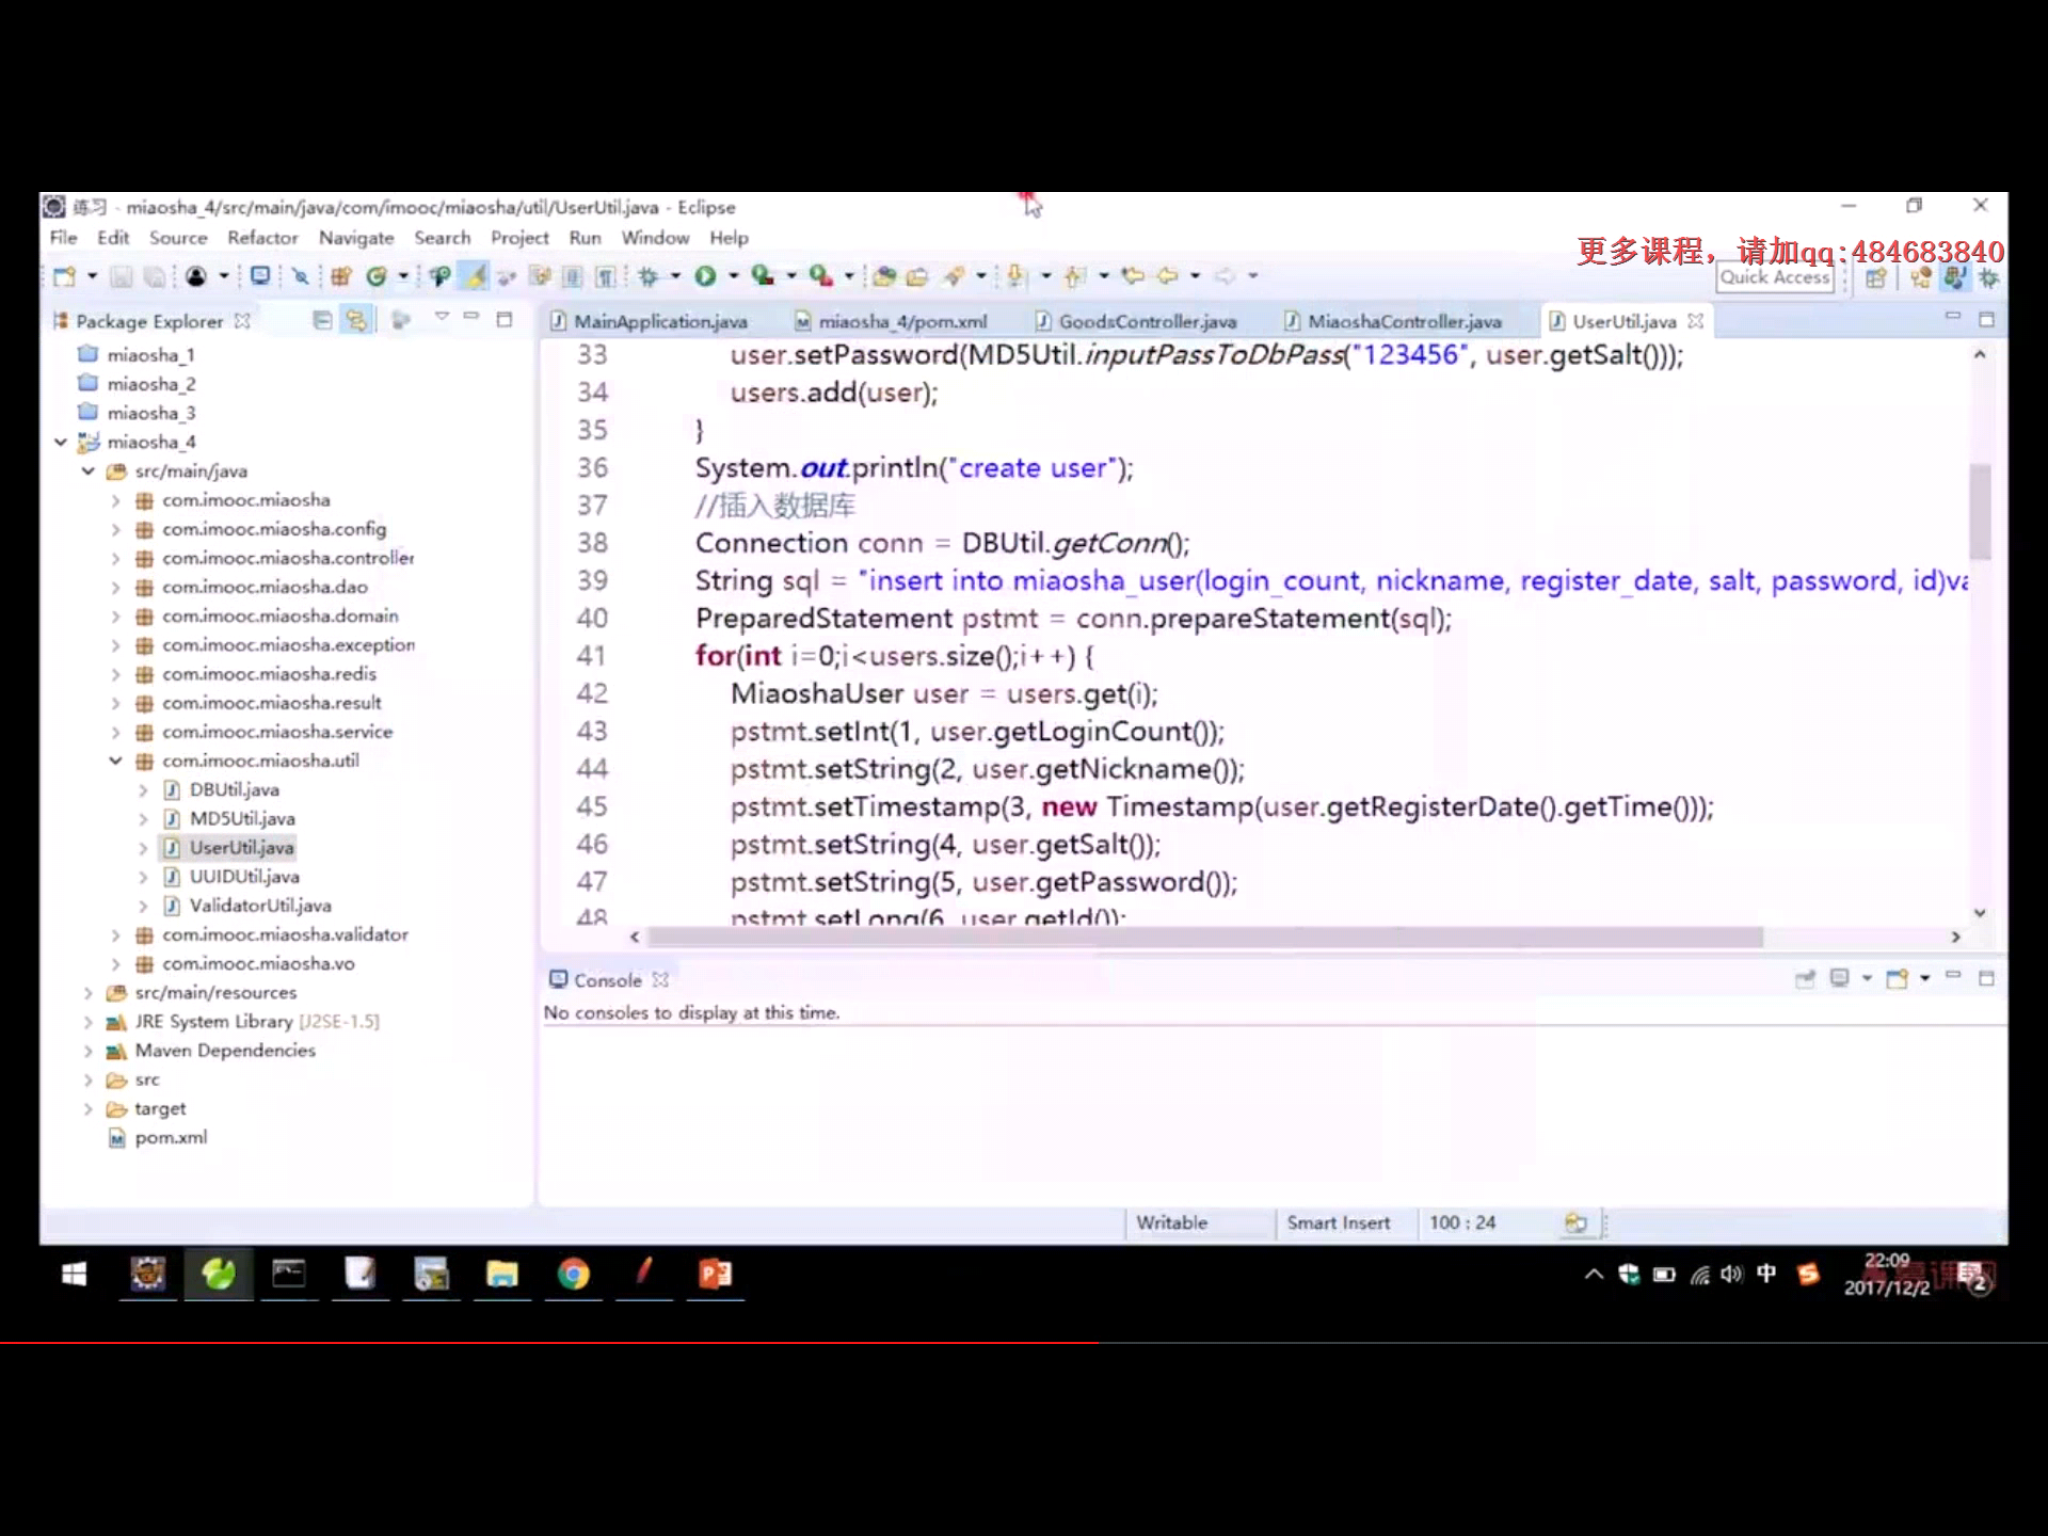 练习 - miaosha_4/src/main/java/com/imooc/miaosha/util/UserUtil.java - Eclipse
File Edit Source Refactor Navigate Search Project Run Window Help
更多课程，请加qq:484683840
Quick Access
Package Explorer
miaosha_1
miaosha_2
miaosha_3
miaosha_4
src/main/java
com.imooc.miaosha
com.imooc.miaosha.config
com.imooc.miaosha.controller
com.imooc.miaosha.dao
com.imooc.miaosha.domain
com.imooc.miaosha.exception
com.imooc.miaosha.redis
com.imooc.miaosha.result
com.imooc.miaosha.service
com.imooc.miaosha.util
DBUtil.java
MD5Util.java
UserUtil.java
UUIDUtil.java
ValidatorUtil.java
com.imooc.miaosha.validator
com.imooc.miaosha.vo
src/main/resources
JRE System Library [J2SE-1.5]
Maven Dependencies
src
target
pom.xml
MainApplication.java miaosha_4/pom.xml GoodsController.java MiaoshaController.java UserUtil.java
33 user.setPassword(MD5Util.inputPassToDbPass("123456", user.getSalt()));
34 users.add(user);
35 }
36 System.out.println("create user");
37 //插入数据库
38 Connection conn = DBUtil.getConn();
39 String sql = "insert into miaosha_user(login_count, nickname, register_date, salt, password, id)va
40 PreparedStatement pstmt = conn.prepareStatement(sql);
41 for(int i=0;i<users.size();i++) {
42 MiaoshaUser user = users.get(i);
43 pstmt.setInt(1, user.getLoginCount());
44 pstmt.setString(2, user.getNickname());
45 pstmt.setTimestamp(3, new Timestamp(user.getRegisterDate().getTime()));
46 pstmt.setString(4, user.getSalt());
47 pstmt.setString(5, user.getPassword());
48 pstmt.setLong(6, user.getId());
Console
No consoles to display at this time.
Writable Smart Insert 100 : 24
中
22:09
2017/12/2
2